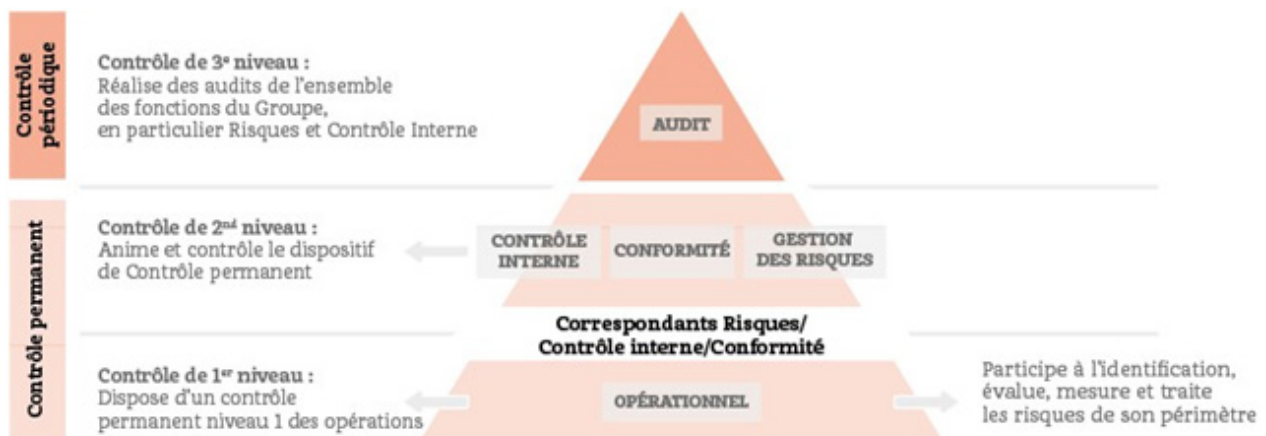 Contrôle
périodique
Contrôle de 3e niveau :
Réalise des audits de l'ensemble
des fonctions du Groupe,
en particulier Risques et Contrôle Interne
AUDIT
Contrôle permanent
Contrôle de 2nd niveau :
Anime et contrôle le dispositif
de Contrôle permanent
CONTRÔLE
INTERNE
CONFORMITÉ
GESTION
DES RISQUES
Correspondants Risques/
Contrôle interne/Conformité
Contrôle de 1er niveau :
Dispose d'un contrôle
permanent niveau 1 des opérations
OPÉRATIONNEL
Participe à l'identification,
évalue, mesure et traite
les risques de son périmètre